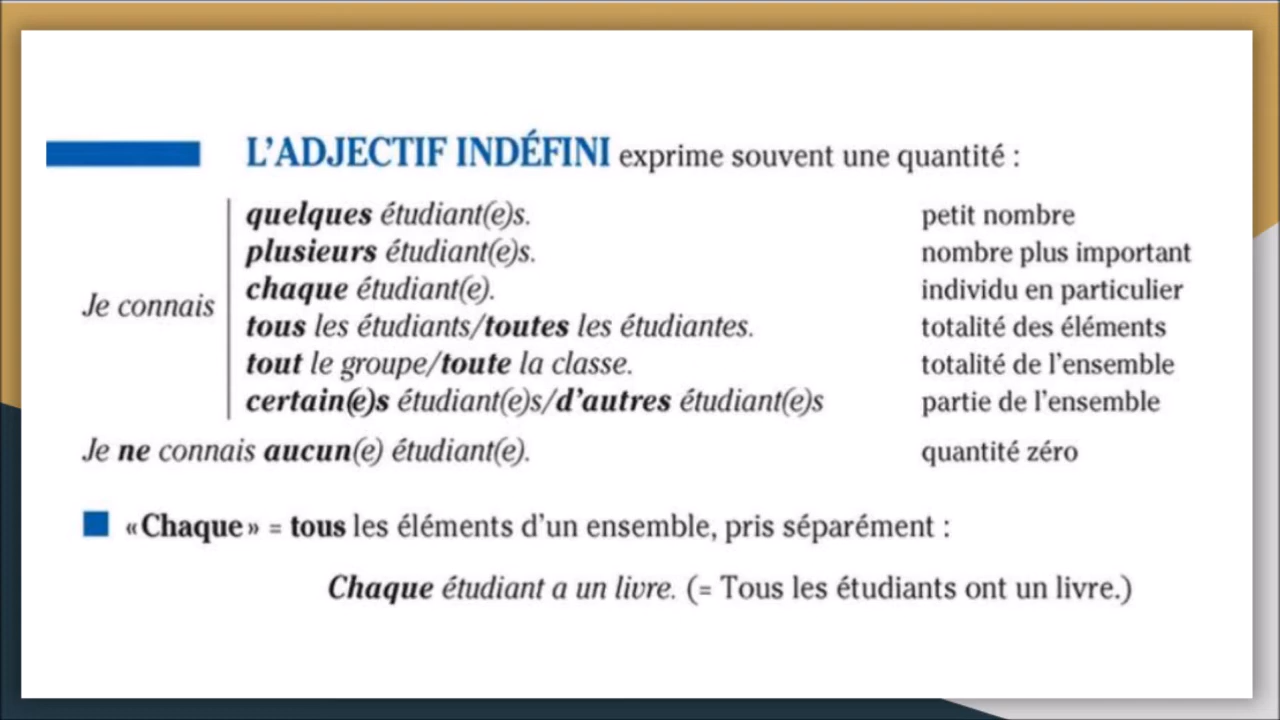 L'ADJECTIF INDÉFINI exprime souvent une quantité :
quelques étudiant(e)s. petit nombre
plusieurs étudiant(e)s. nombre plus important
chaque étudiant(e). individu en particulier
Je connais
tous les étudiants/toutes les étudiantes. totalité des éléments
tout le groupe/toute la classe. totalité de l'ensemble
certain(e)s étudiant(e)s/d'autres étudiant(e)s partie de l'ensemble
Je ne connais aucun(e) étudiant(e). quantité zéro
«Chaque» = tous les éléments d'un ensemble, pris séparément :
Chaque étudiant a un livre. (= Tous les étudiants ont un livre.)